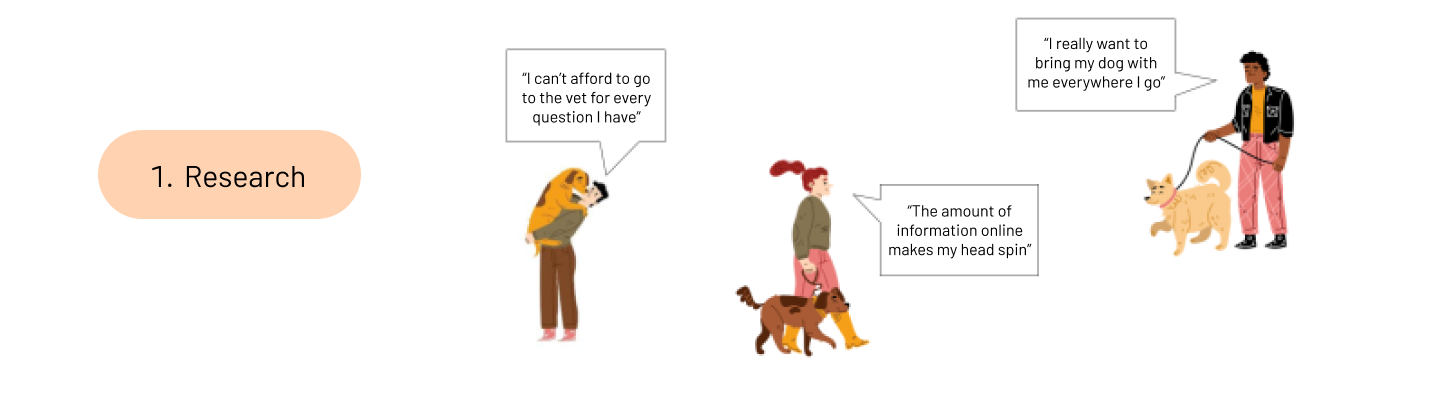 1. Research
“I can’t afford to go
to the vet for every
question I have”
“The amount of
information online
makes my head spin”
“I really want to
bring my dog with
me everywhere I go”